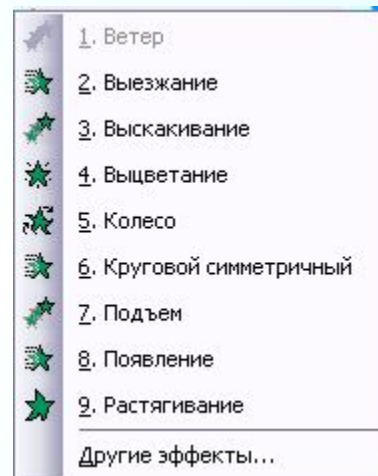 1. Ветер
2. Выезжание
3. Выскакивание
4. Выцветание
5. Колесо
6. Круговой симметричный
7. Подъем
8. Появление
9. Растягивание
Другие эффекты...